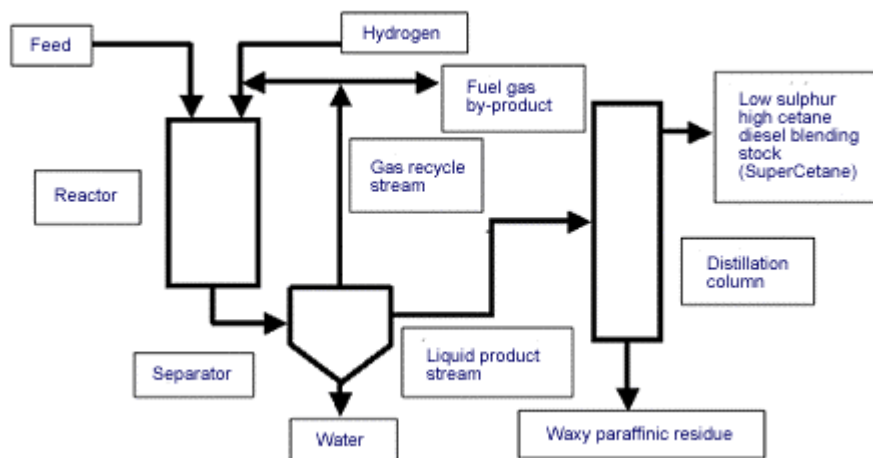 Feed
Hydrogen
Fuel gas
by-product
Low sulphur
high cetane
diesel blending
stock
(SuperCetane)
Gas recycle
stream
Reactor
Distillation
column
Separator
Liquid product
stream
Water
Waxy paraffinic residue